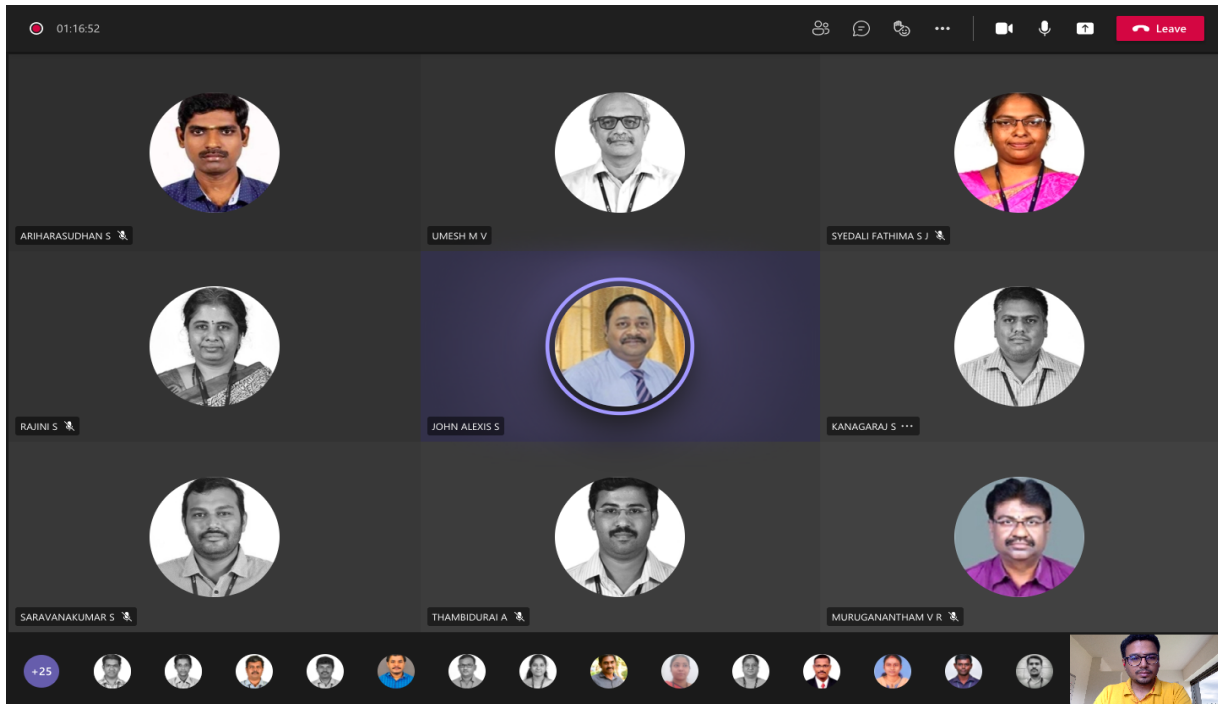 01:16:52
Leave
ARIHARASUDHAN S
UMESH M V
SYEDALI FATHIMA S J
RAJINI S
JOHN ALEXIS S
KANAGARAJ S
SARAVANAKUMAR S
THAMBIDURAI A
MURUGANANTHAM V R
+25